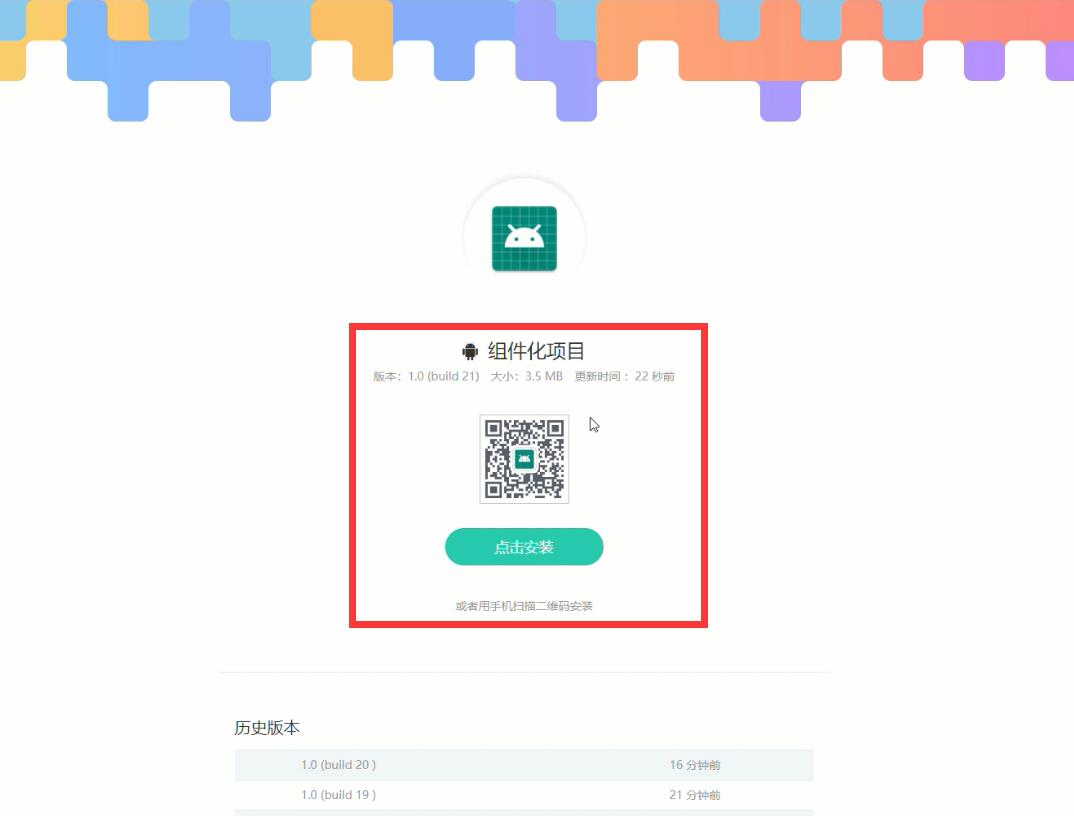 组件化项目
版本：1.0 (build 21) 大小：3.5 MB 更新时间：22 秒前
点击安装
或者用手机扫描二维码安装
历史版本
1.0 (build 20 ) 16 分钟前
1.0 (build 19 ) 21 分钟前